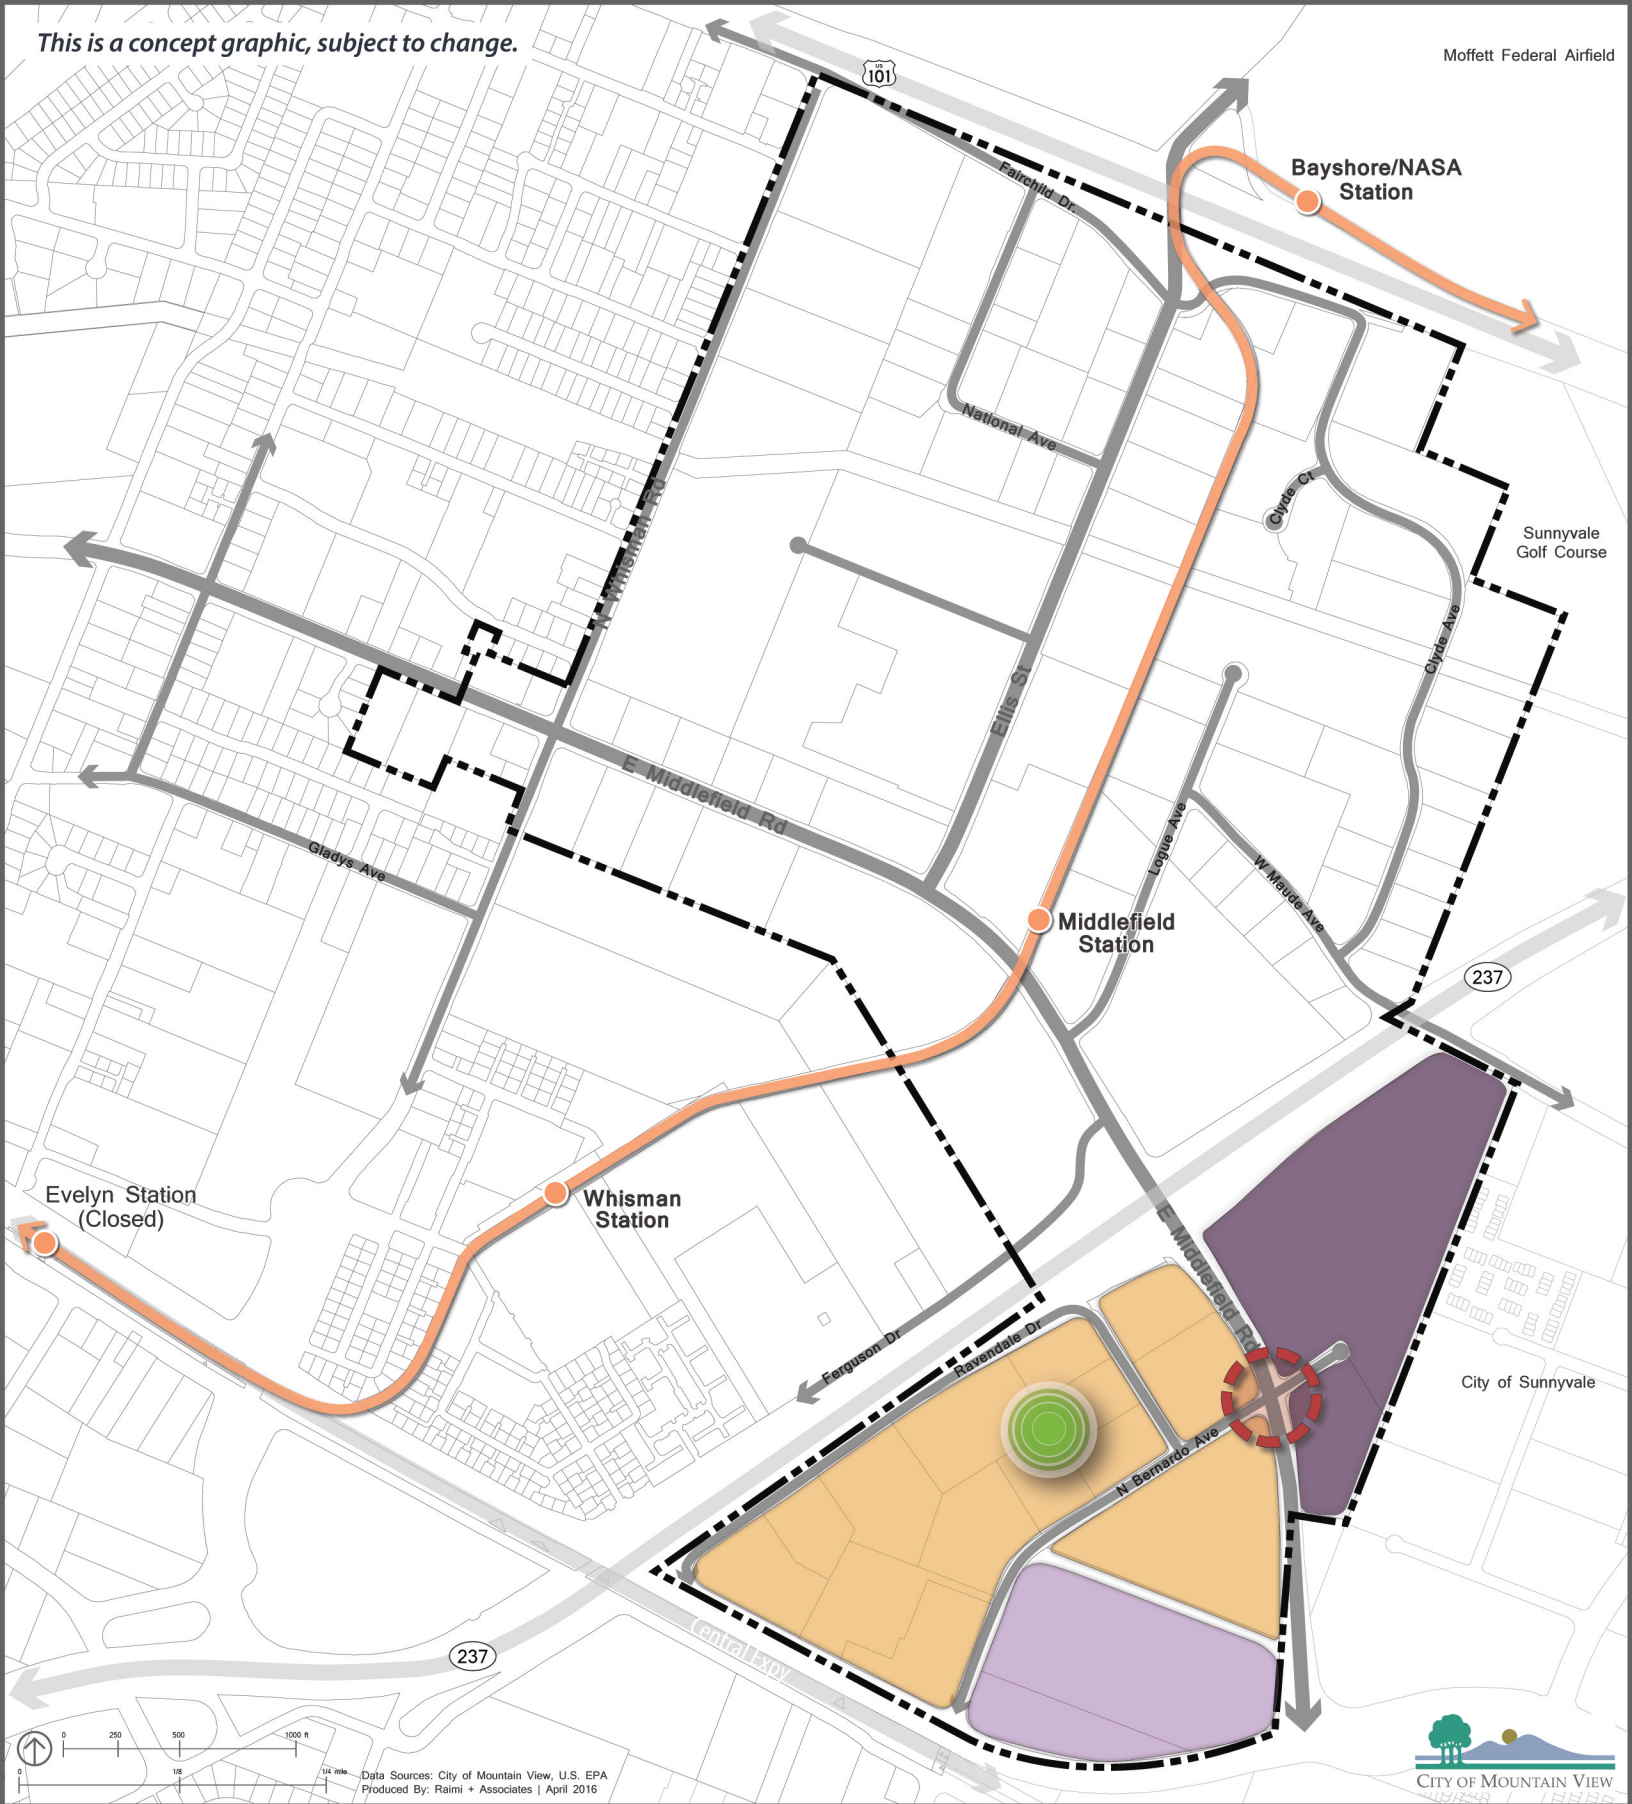 This is a concept graphic, subject to change.
Moffett Federal Airfield
US
101
Bayshore/NASA
Station
Fairchild Dr.
National Ave
Clyde Ct
N Whisman Rd
Sunnyvale
Golf Course
Clyde Ave
Ellis St
E Middlefield Rd
Logue Ave
W Maude Ave
Gladys Ave
Middlefield
Station
237
Evelyn Station
(Closed)
Whisman
Station
E Middlefield Rd
Ravendale Dr
Ferguson Dr
City of Sunnyvale
N Bernardo Ave
Central Expy
237
0 250 500 1000 ft
0 1/8 1/4 mile
Data Sources: City of Mountain View, U.S. EPA
Produced By: Raimi + Associates | April 2016
CITY OF MOUNTAIN VIEW